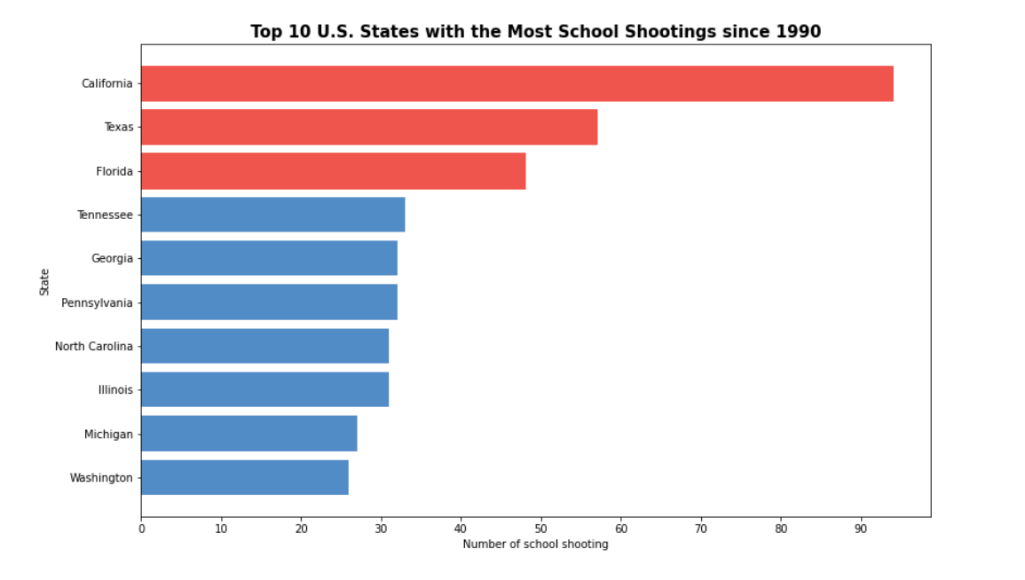 Top 10 U.S. States with the Most School Shootings since 1990
California
Texas
Florida
Tennessee
Georgia
State
Pennsylvania
North Carolina
Illinois
Michigan
Washington
0 10 20 30 40 50 60 70 80 90
Number of school shooting